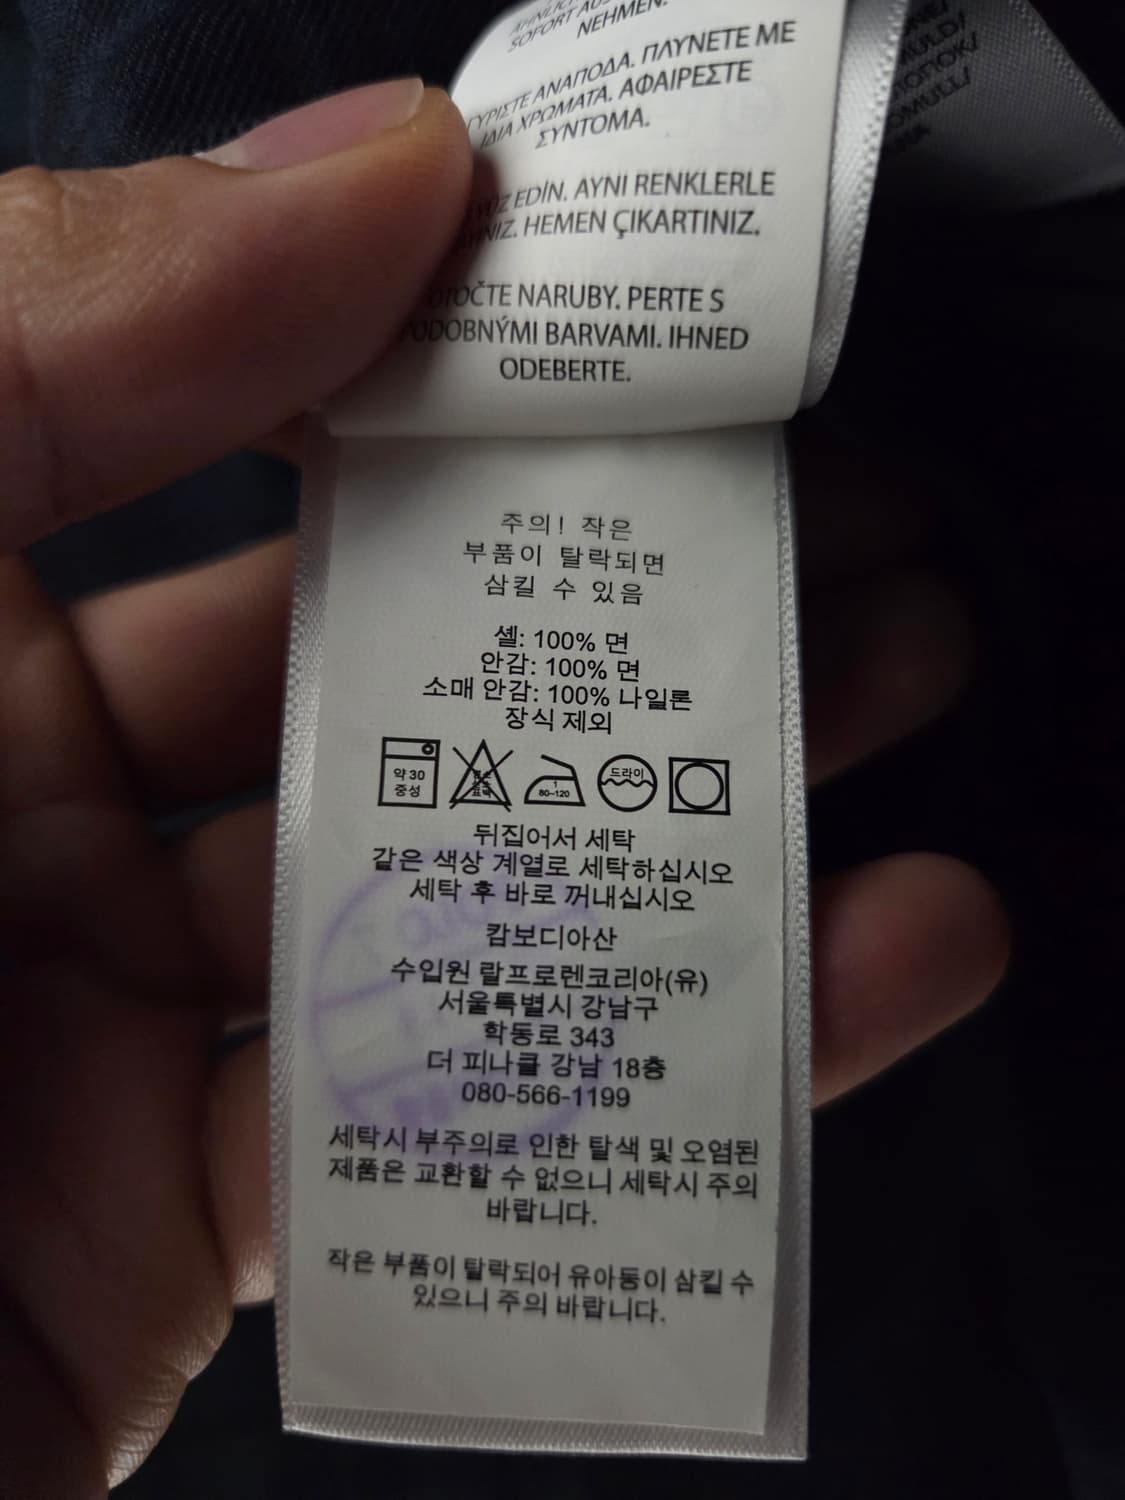 SOFORT
NEHMEN.
ΑΝΑΠΟΔΑ. ΠΛΥΝΕΤΕ ΜΕ
ΙΔΙΑ ΧΡΩΜΑΤΑ. ΑΦΑΙΡΕΣΤΕ
ΣΥΝΤΟΜΑ.
EDİN. AYNI RENKLERLE
HEMEN ÇIKARTINIZ.
NARUBY. PERTE S
BARVAMI. IHNED
ODEBERTE.
주의! 작은
부품이 탈락되면
삼킬 수 있음
셸: 100% 면
안감: 100% 면
소매 안감: 100% 나일론
장식 제외
약 30
중성
1
80~120
드라이
뒤집어서 세탁
같은 색상 계열로 세탁하십시오
세탁 후 바로 꺼내십시오
캄보디아산
수입원 랄프로렌코리아(유)
서울특별시 강남구
학동로 343
더 피나클 강남 18층
080-566-1199
세탁시 부주의로 인한 탈색 및 오염된
제품은 교환할 수 없으니 세탁시 주의
바랍니다.
작은 부품이 탈락되어 유아동이 삼킬 수
있으니 주의 바랍니다.